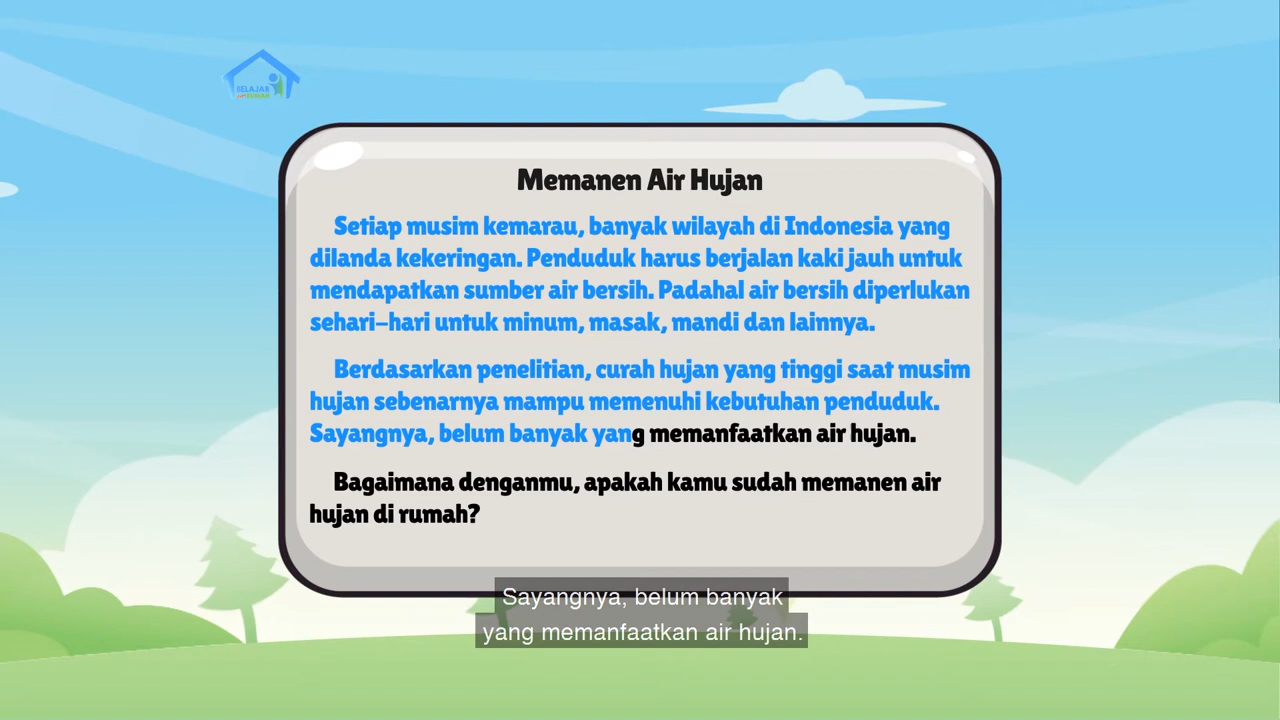 BELAJAR
dari RUMAH
Memanen Air Hujan
Setiap musim kemarau, banyak wilayah di Indonesia yang
dilanda kekeringan. Penduduk harus berjalan kaki jauh untuk
mendapatkan sumber air bersih. Padahal air bersih diperlukan
sehari-hari untuk minum, masak, mandi dan lainnya.
Berdasarkan penelitian, curah hujan yang tinggi saat musim
hujan sebenarnya mampu memenuhi kebutuhan penduduk.
Sayangnya, belum banyak yang memanfaatkan air hujan.
Bagaimana denganmu, apakah kamu sudah memanen air
hujan di rumah?
Sayangnya, belum banyak
yang memanfaatkan air hujan.